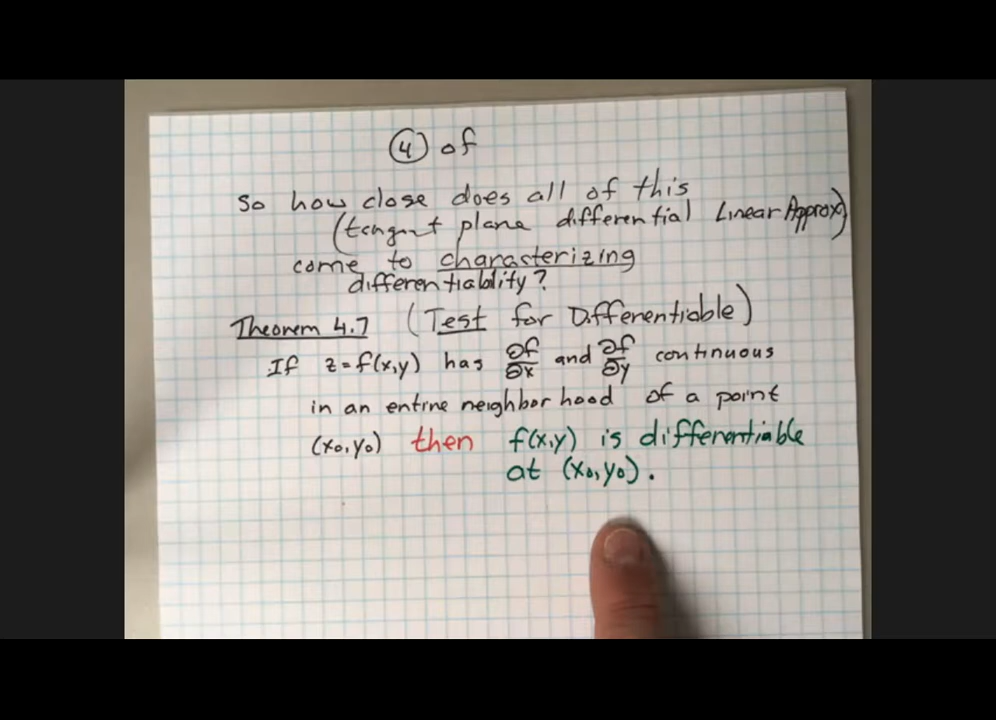 ④ of
So how close does all of this
(tangent plane differential Linear Approx)
come to characterizing
differentiability?
Theorem 4.7 (Test for Differentiable)
If z=f(x,y) has ∂f/∂x and ∂f/∂y continuous
in an entire neighborhood of a point
(x₀,y₀) then f(x,y) is differentiable
at (x₀,y₀).